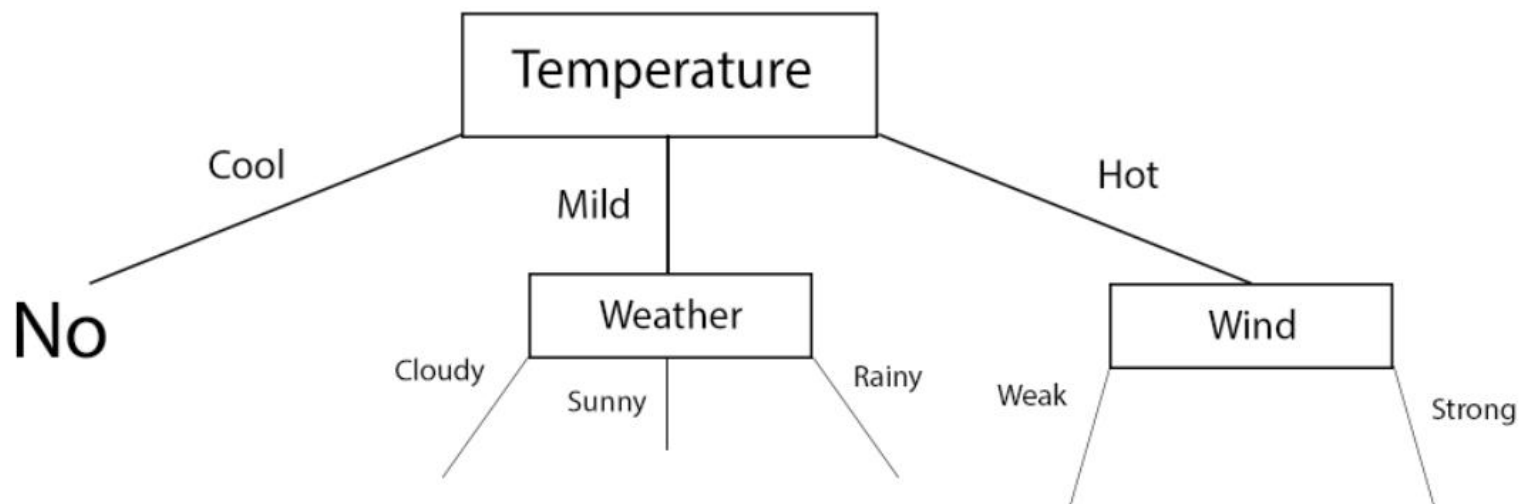 Temperature
Cool
Mild
Hot
No
Weather
Wind
Cloudy
Sunny
Rainy
Weak
Strong